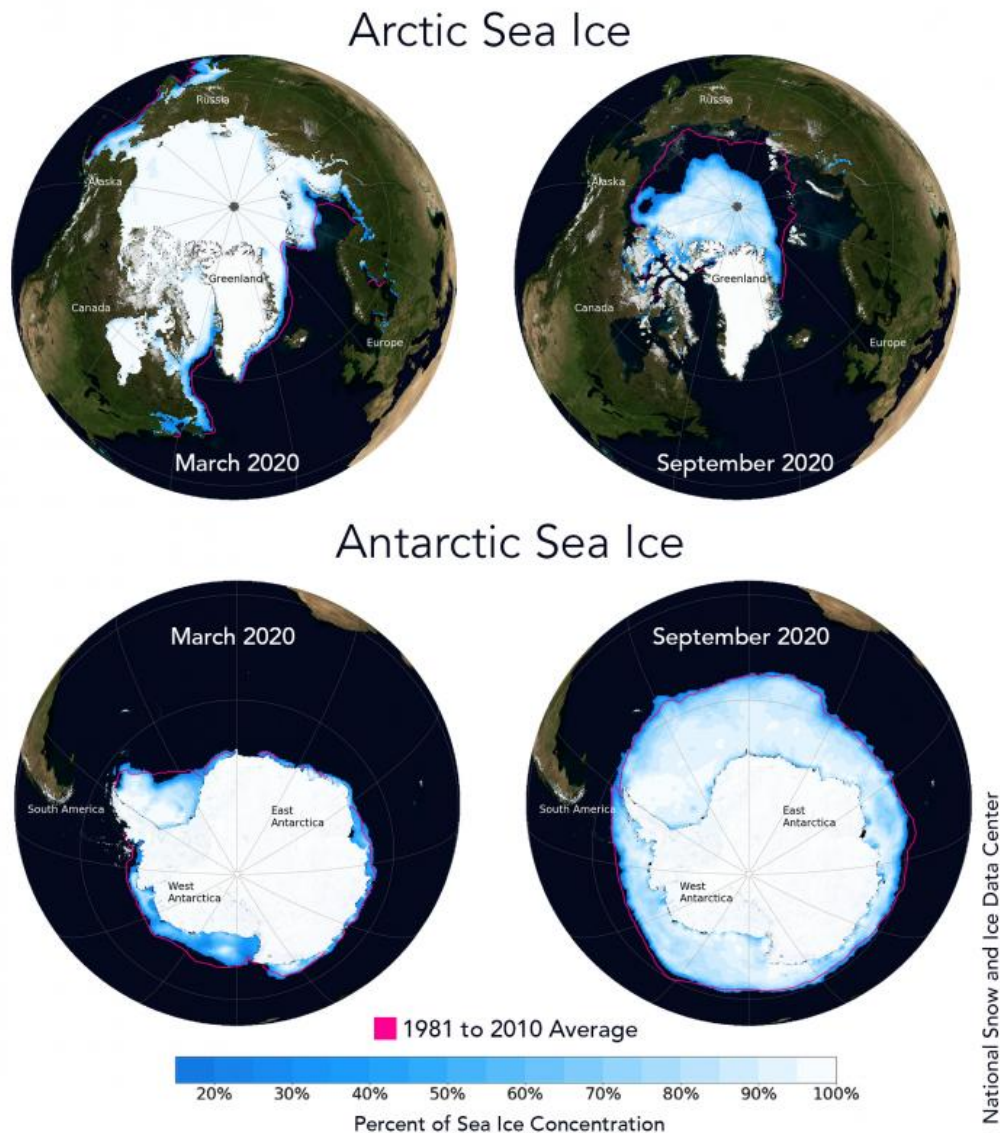 Arctic Sea Ice
Russia
Alaska
Greenland
Canada
Europe
March 2020
Russia
Alaska
Greenland
Canada
Europe
September 2020
Antarctic Sea Ice
March 2020
South America
East
Antarctica
West
Antarctica
September 2020
South America
East
Antarctica
West
Antarctica
1981 to 2010 Average
20% 30% 40% 50% 60% 70% 80% 90% 100%
Percent of Sea Ice Concentration
National Snow and Ice Data Center